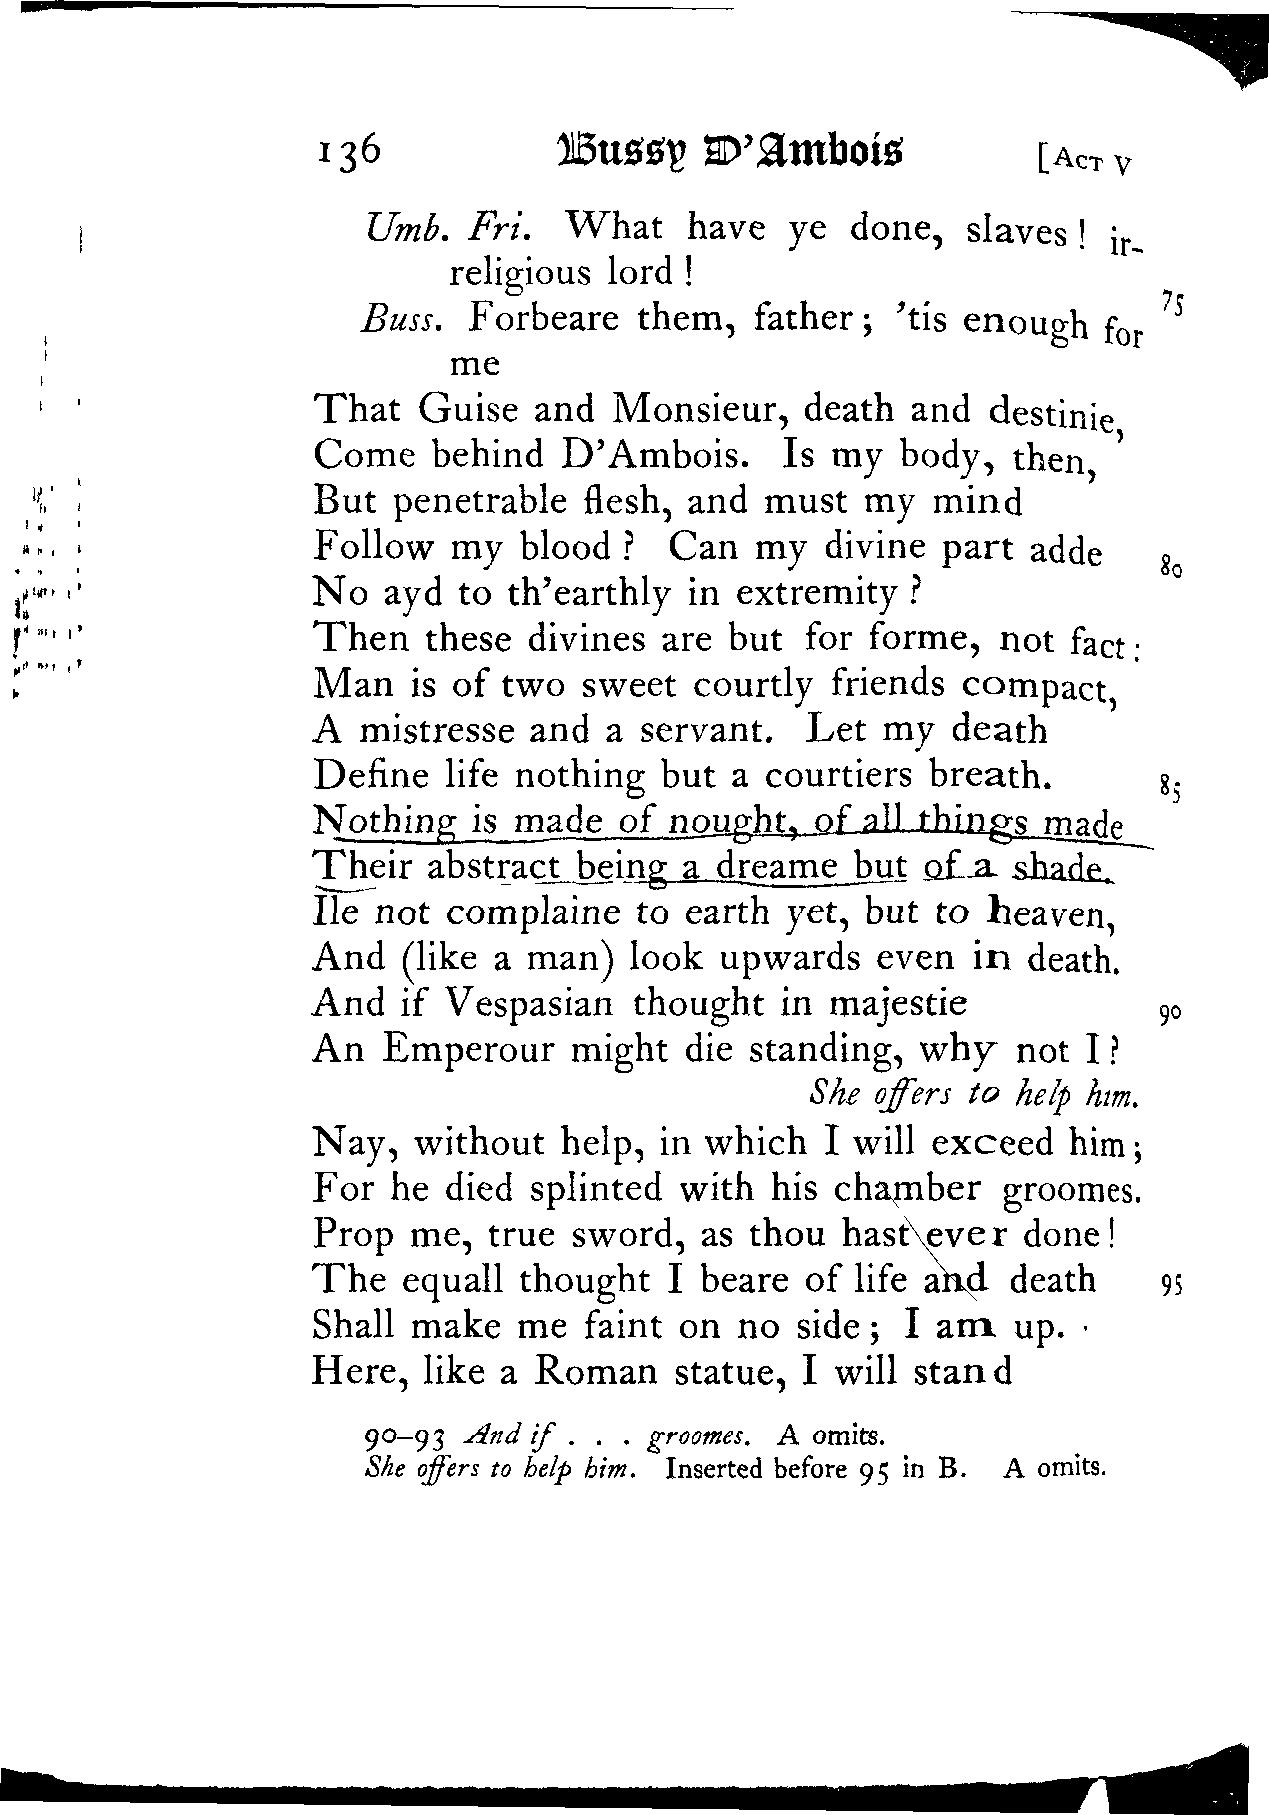 136 Bussy D'Ambois [ACT V
Umb. Fri. What have ye done, slaves! ir-
religious lord!
Buss. Forbeare them, father; 'tis enough for 75
me
That Guise and Monsieur, death and destinie,
Come behind D'Ambois. Is my body, then,
But penetrable flesh, and must my mind
Follow my blood? Can my divine part adde 80
No ayd to th'earthly in extremity?
Then these divines are but for forme, not fact:
Man is of two sweet courtly friends compact,
A mistresse and a servant. Let my death
Define life nothing but a courtiers breath. 85
Nothing is made of nought, of all things made
Their abstract being a dreame but of a shade.
Ile not complaine to earth yet, but to heaven,
And (like a man) look upwards even in death.
And if Vespasian thought in majestie 90
An Emperour might die standing, why not I?
She offers to help him.
Nay, without help, in which I will exceed him;
For he died splinted with his chamber groomes.
Prop me, true sword, as thou hast ever done!
The equall thought I beare of life and death 95
Shall make me faint on no side; I am up.
Here, like a Roman statue, I will stand
90-93 And if . . . groomes. A omits.
She offers to help him. Inserted before 95 in B. A omits.